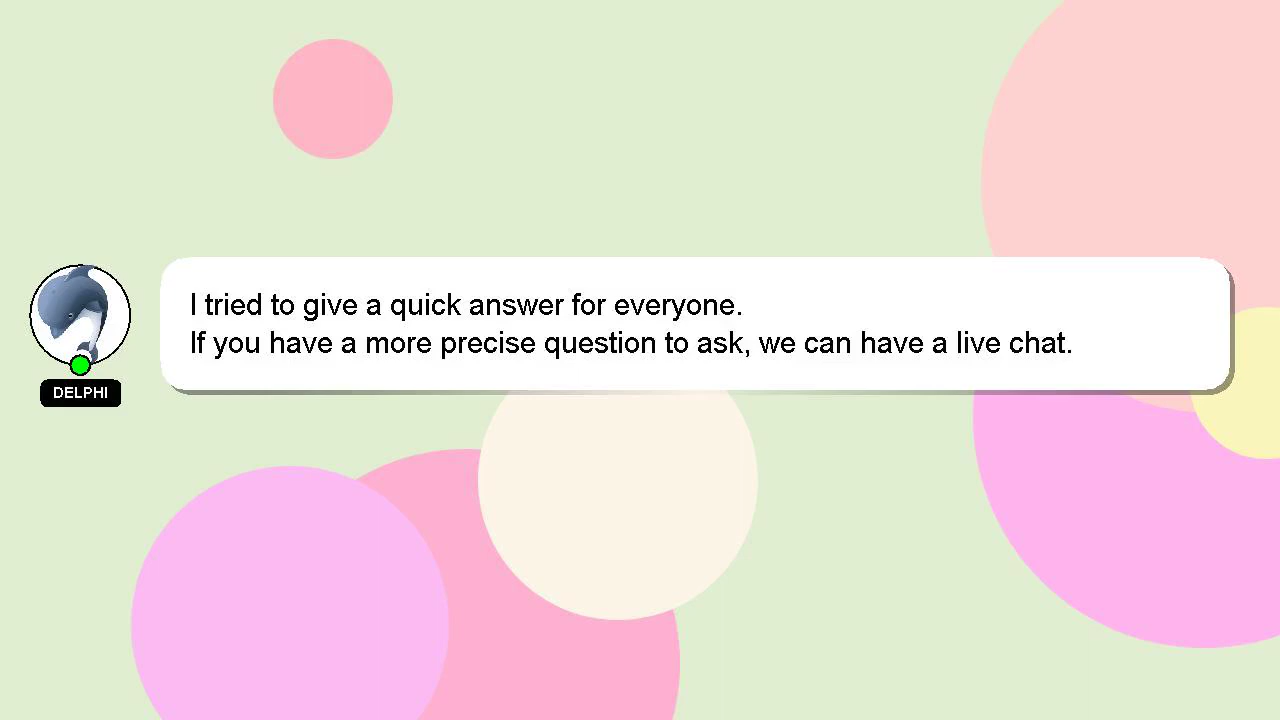 I tried to give a quick answer for everyone.
If you have a more precise question to ask, we can have a live chat.
DELPHI